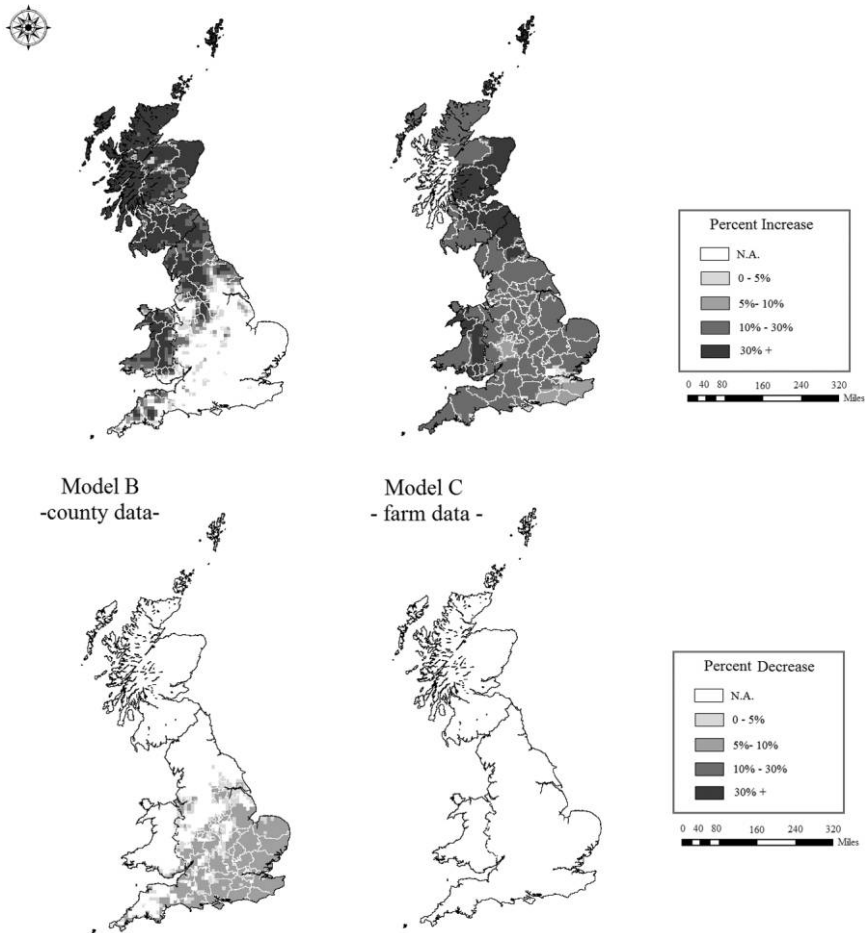 Percent Increase
N.A.
0 - 5%
5%- 10%
10% - 30%
30% +
0 40 80 160 240 320
Miles
Model B
-county data-
Model C
- farm data -
Percent Decrease
N.A.
0 - 5%
5%- 10%
10% - 30%
30% +
0 40 80 160 240 320
Miles